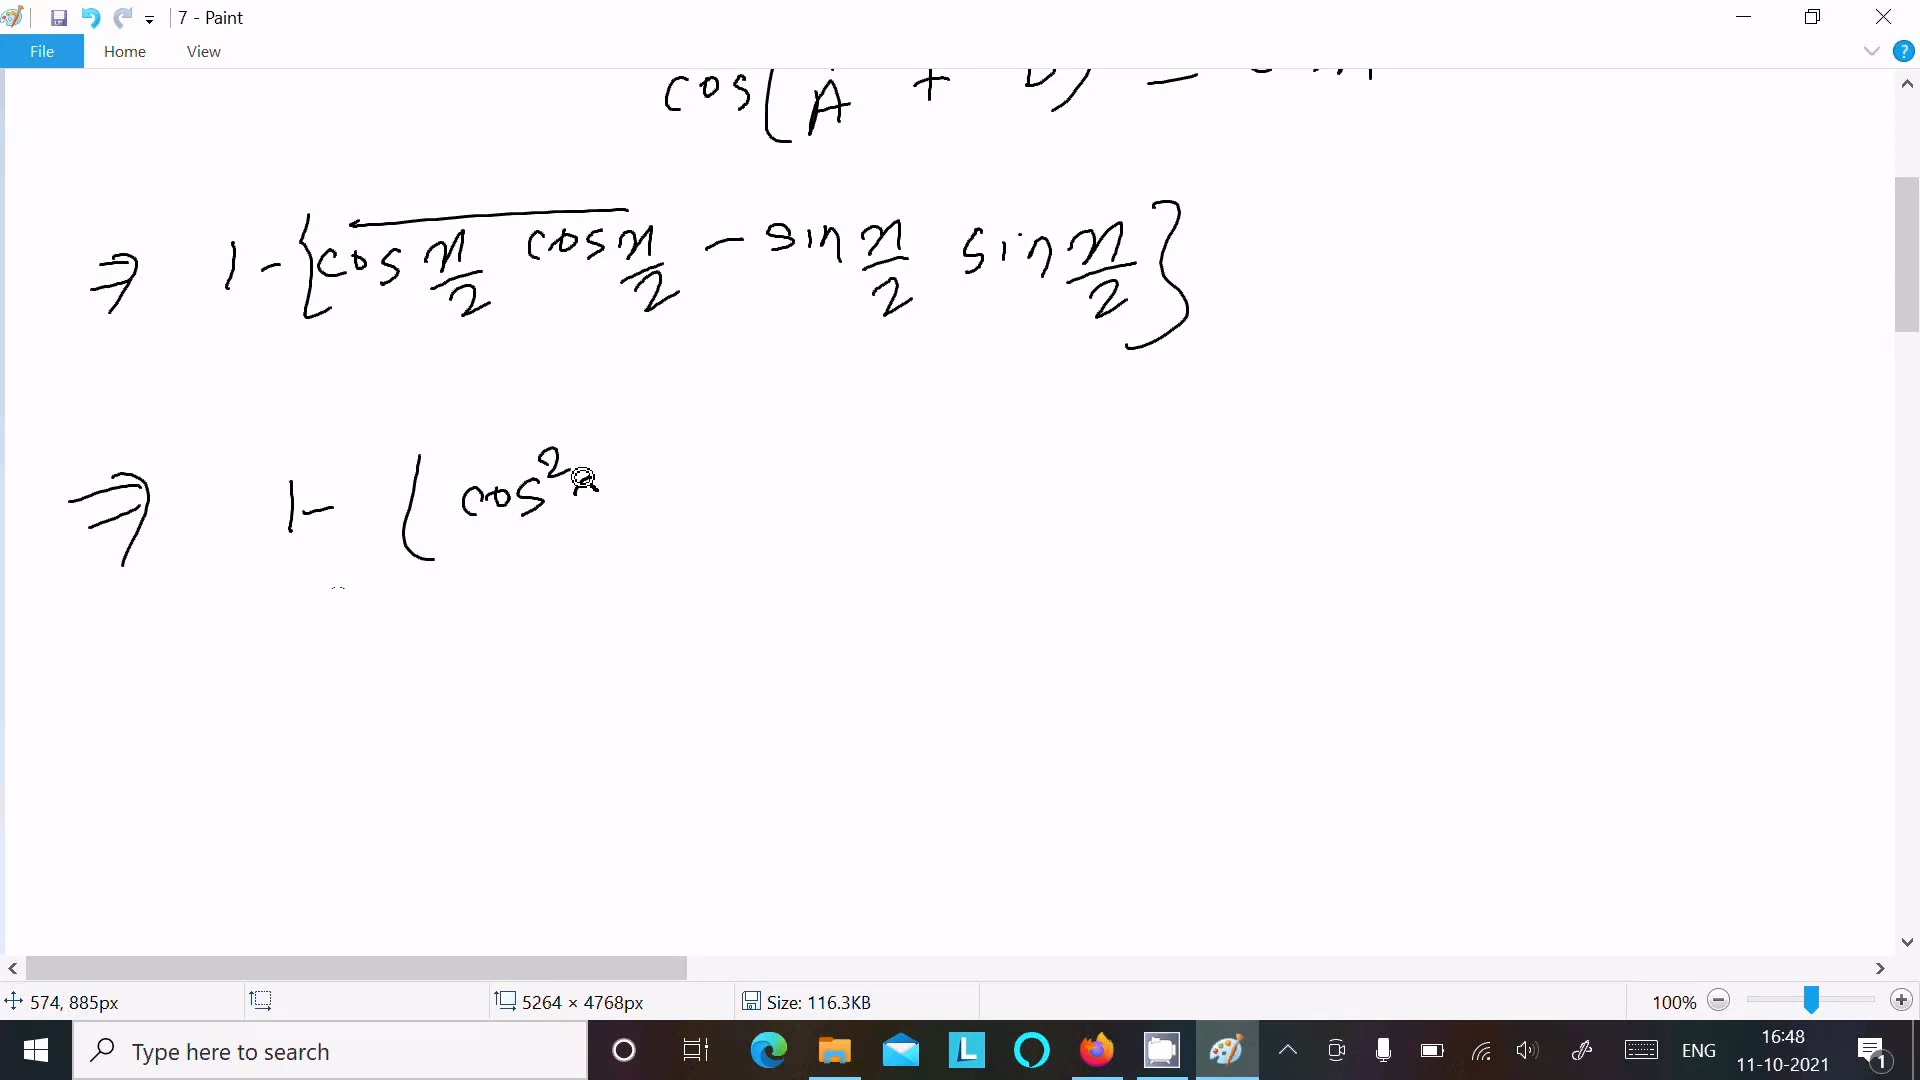 7 - Paint
File Home View
cos(A + B) =
⇒ 1 - {cos x/2 cos x/2 - sin x/2 sin x/2}
⇒ 1 - ( cos²
574, 885px 5264 × 4768px Size: 116.3KB 100%
Type here to search ENG 16:48
11-10-2021 1